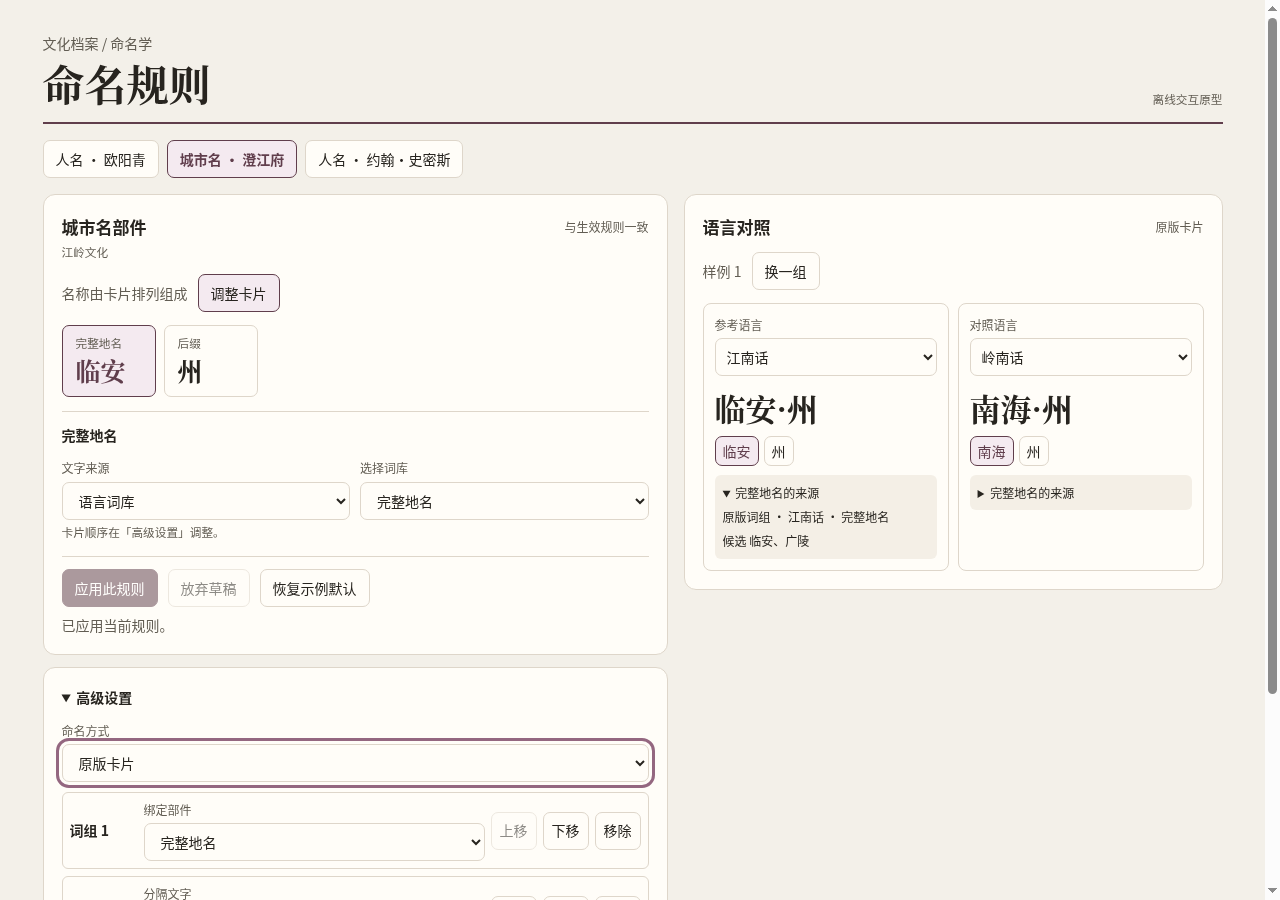 文化档案 / 命名学
命名规则
离线交互原型
人名 · 欧阳青
城市名 · 澄江府
人名 · 约翰·史密斯
城市名部件
与生效规则一致
江岭文化
名称由卡片排列组成
调整卡片
完整地名
临安
后缀
州
完整地名
文字来源
选择词库
语言词库
完整地名
卡片顺序在「高级设置」调整。
应用此规则
放弃草稿
恢复示例默认
已应用当前规则。
▼ 高级设置
命名方式
原版卡片
词组 1
绑定部件
完整地名
上移
下移
移除
分隔文字
语言对照
原版卡片
样例 1
换一组
参考语言
江南话
临安·州
临安
州
▼ 完整地名的来源
原版词组 · 江南话 · 完整地名
候选 临安、广陵
对照语言
岭南话
南海·州
南海
州
▶ 完整地名的来源